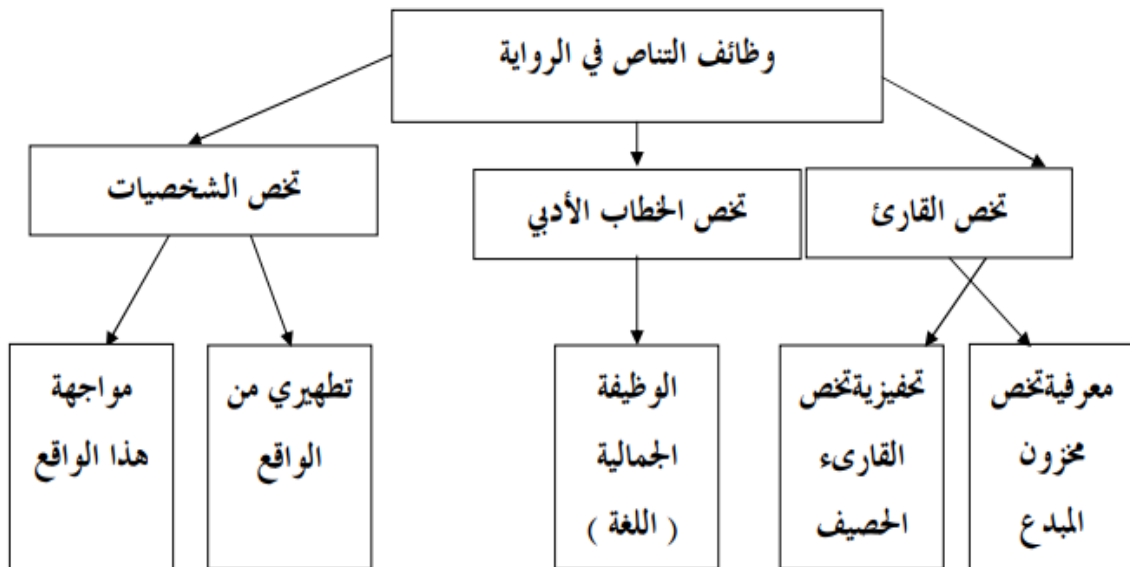 وظائف التناص في الرواية
تخص القارئ
تخص الخطاب الأدبي
تخص الشخصيات
معرفيةتخص
مخزون
المبدع
تحفيزيةتخص
القارىء
الحصيف
الوظيفة
الجمالية
( اللغة )
تطهيري من
الواقع
مواجهة
هذا الواقع